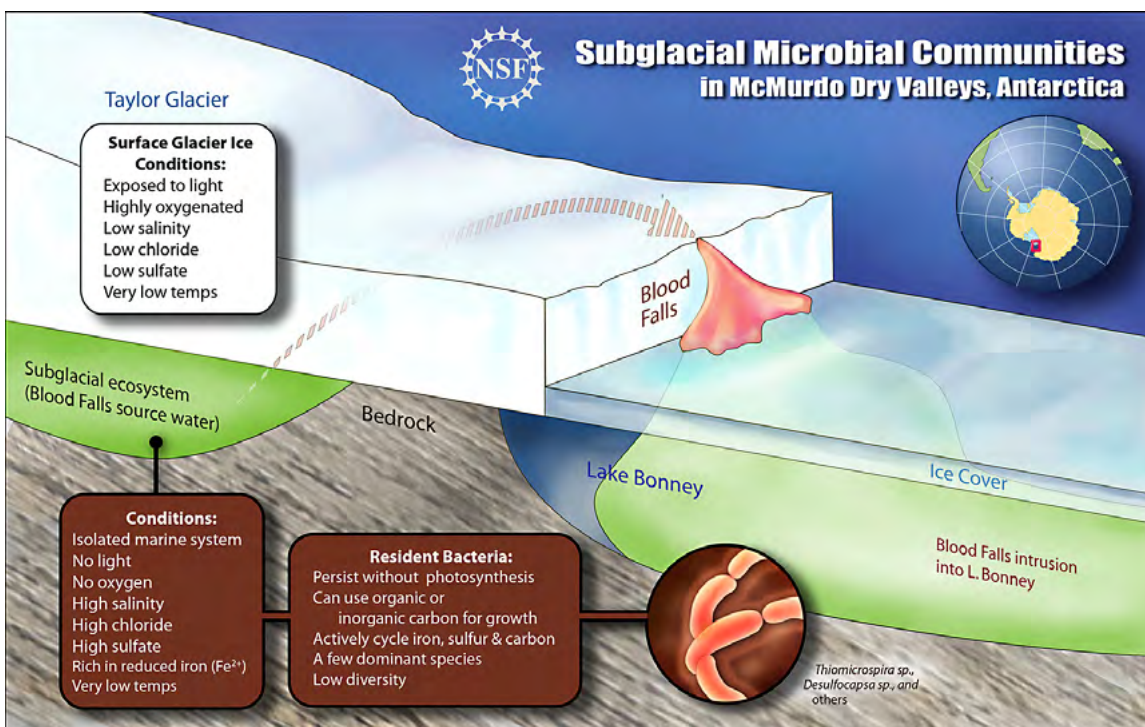 NSF
Subglacial Microbial Communities
in McMurdo Dry Valleys, Antarctica
Taylor Glacier
Surface Glacier Ice
Conditions:
Exposed to light
Highly oxygenated
Low salinity
Low chloride
Low sulfate
Very low temps
Blood
Falls
Subglacial ecosystem
(Blood Falls source water)
Bedrock
Lake Bonney
Ice Cover
Blood Falls intrusion
into L. Bonney
Conditions:
Isolated marine system
No light
No oxygen
High salinity
High chloride
High sulfate
Rich in reduced iron (Fe²⁺)
Very low temps
Resident Bacteria:
Persist without photosynthesis
Can use organic or
inorganic carbon for growth
Actively cycle iron, sulfur & carbon
A few dominant species
Low diversity
Thiomicrospira sp.,
Desulfocapsa sp., and
others